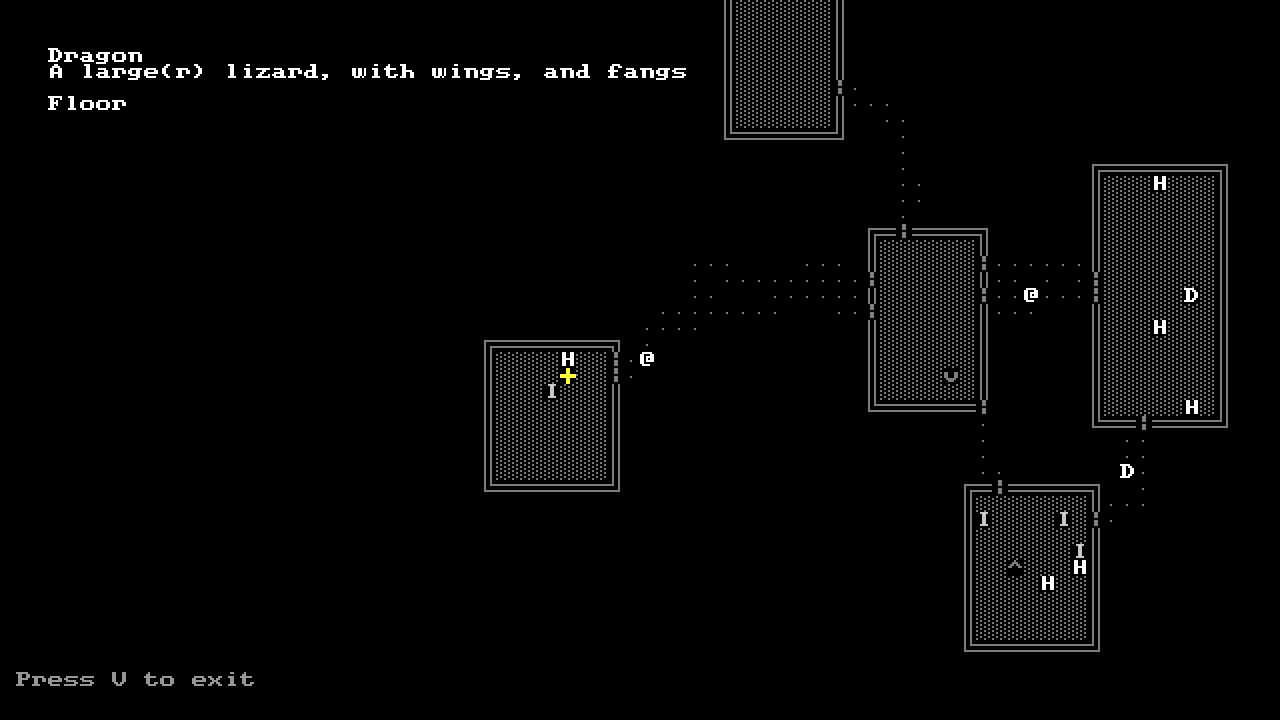 Dragon
A large(r) lizard, with wings, and fangs
Floor
H
D
@
H
H
@
I
H
D
I I
I
H
H
Press V to exit